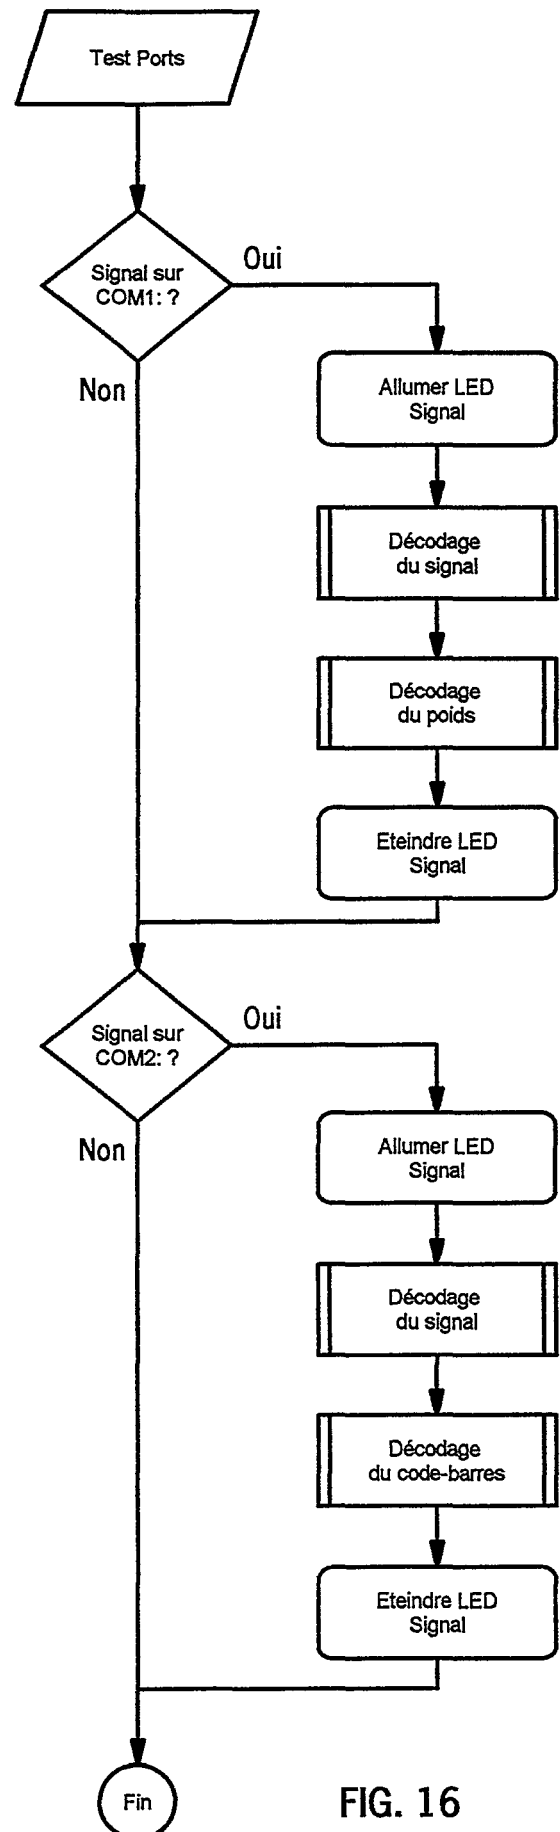 Test Ports
Signal sur
COM1: ?
Oui
Non
Allumer LED
Signal
Décodage
du signal
Décodage
du poids
Eteindre LED
Signal
Signal sur
COM2: ?
Oui
Non
Allumer LED
Signal
Décodage
du signal
Décodage
du code-barres
Eteindre LED
Signal
Fin
FIG. 16